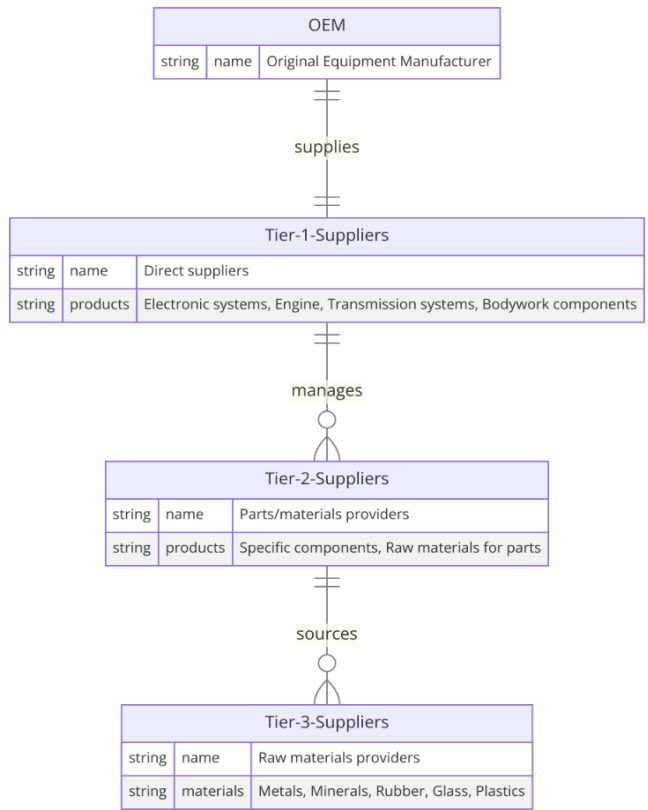 OEM
string name Original Equipment Manufacturer
supplies
Tier-1-Suppliers
string name Direct suppliers
string products Electronic systems, Engine, Transmission systems, Bodywork components
manages
Tier-2-Suppliers
string name Parts/materials providers
string products Specific components, Raw materials for parts
sources
Tier-3-Suppliers
string name Raw materials providers
string materials Metals, Minerals, Rubber, Glass, Plastics